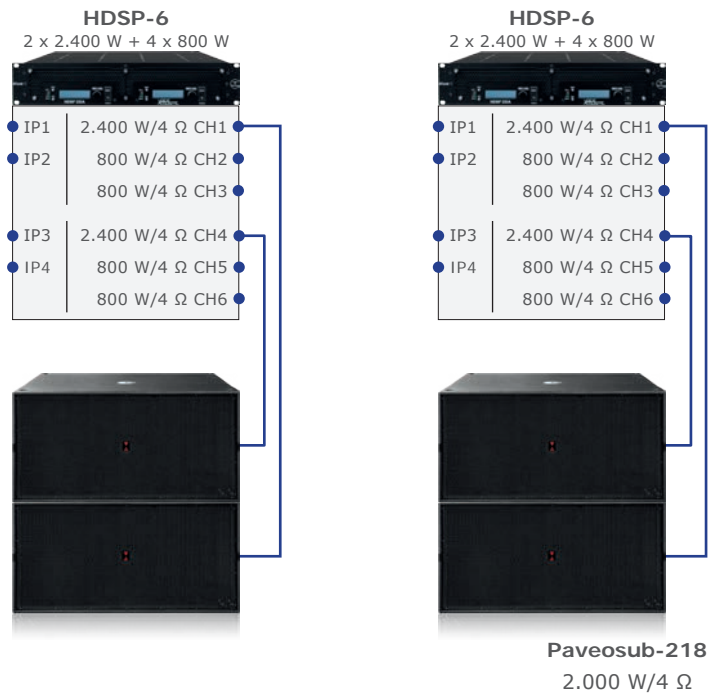 HDSP-6
2 x 2.400 W + 4 x 800 W
IP1 2.400 W/4 Ω CH1
IP2 800 W/4 Ω CH2
800 W/4 Ω CH3
IP3 2.400 W/4 Ω CH4
IP4 800 W/4 Ω CH5
800 W/4 Ω CH6
HDSP-6
2 x 2.400 W + 4 x 800 W
IP1 2.400 W/4 Ω CH1
IP2 800 W/4 Ω CH2
800 W/4 Ω CH3
IP3 2.400 W/4 Ω CH4
IP4 800 W/4 Ω CH5
800 W/4 Ω CH6
Paveosub-218
2.000 W/4 Ω